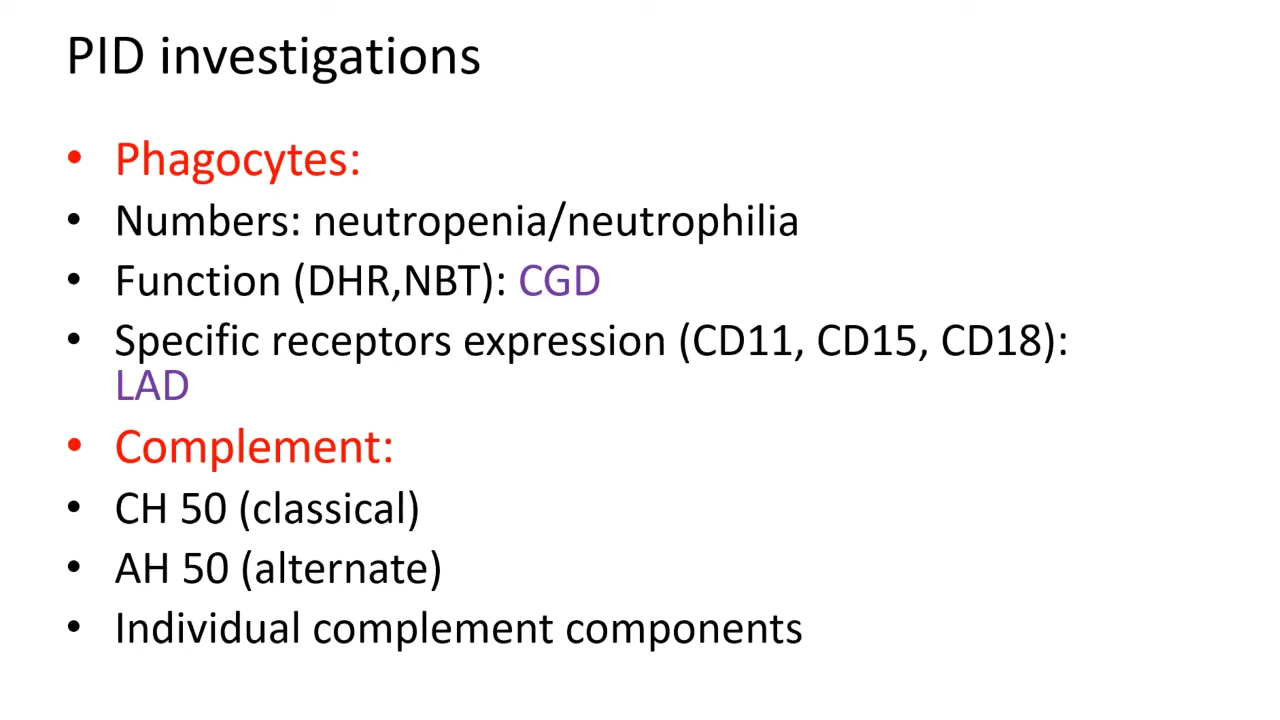 PID investigations
• Phagocytes:
• Numbers: neutropenia/neutrophilia
• Function (DHR,NBT): CGD
• Specific receptors expression (CD11, CD15, CD18):
LAD
• Complement:
• CH 50 (classical)
• AH 50 (alternate)
• Individual complement components